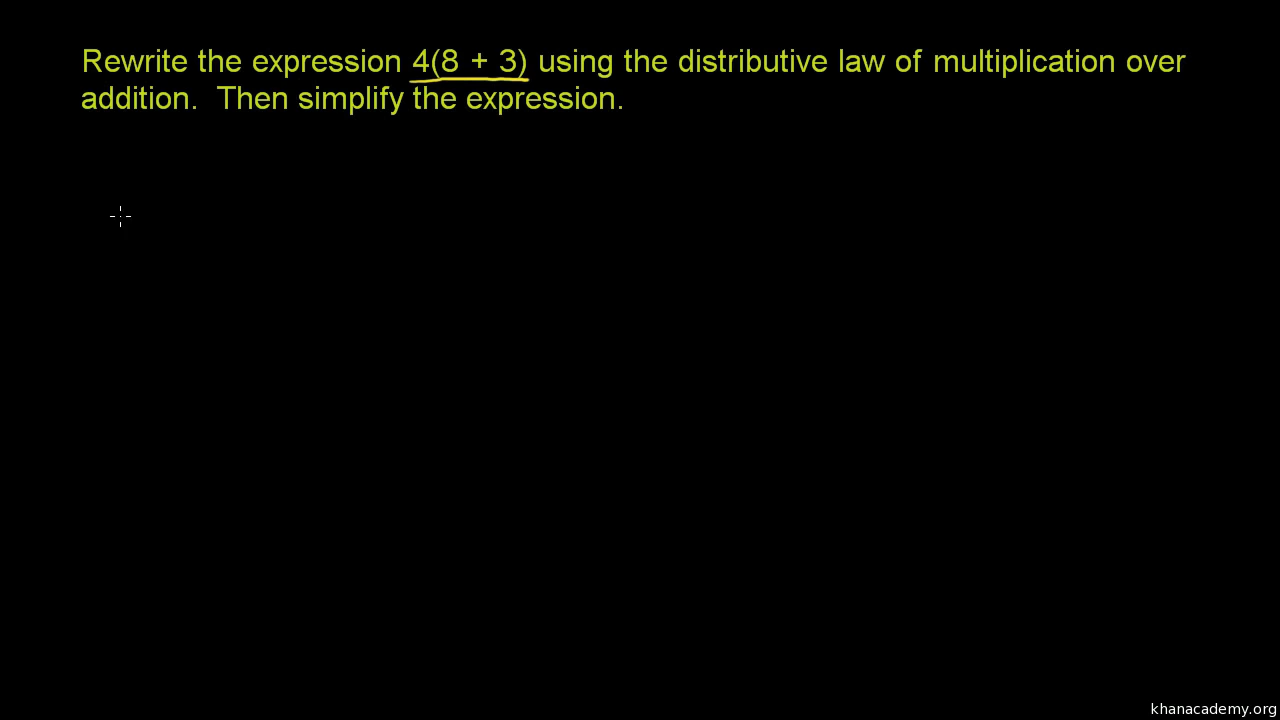 Rewrite the expression 4(8 + 3) using the distributive law of multiplication over
addition.  Then simplify the expression.
khanacademy.org